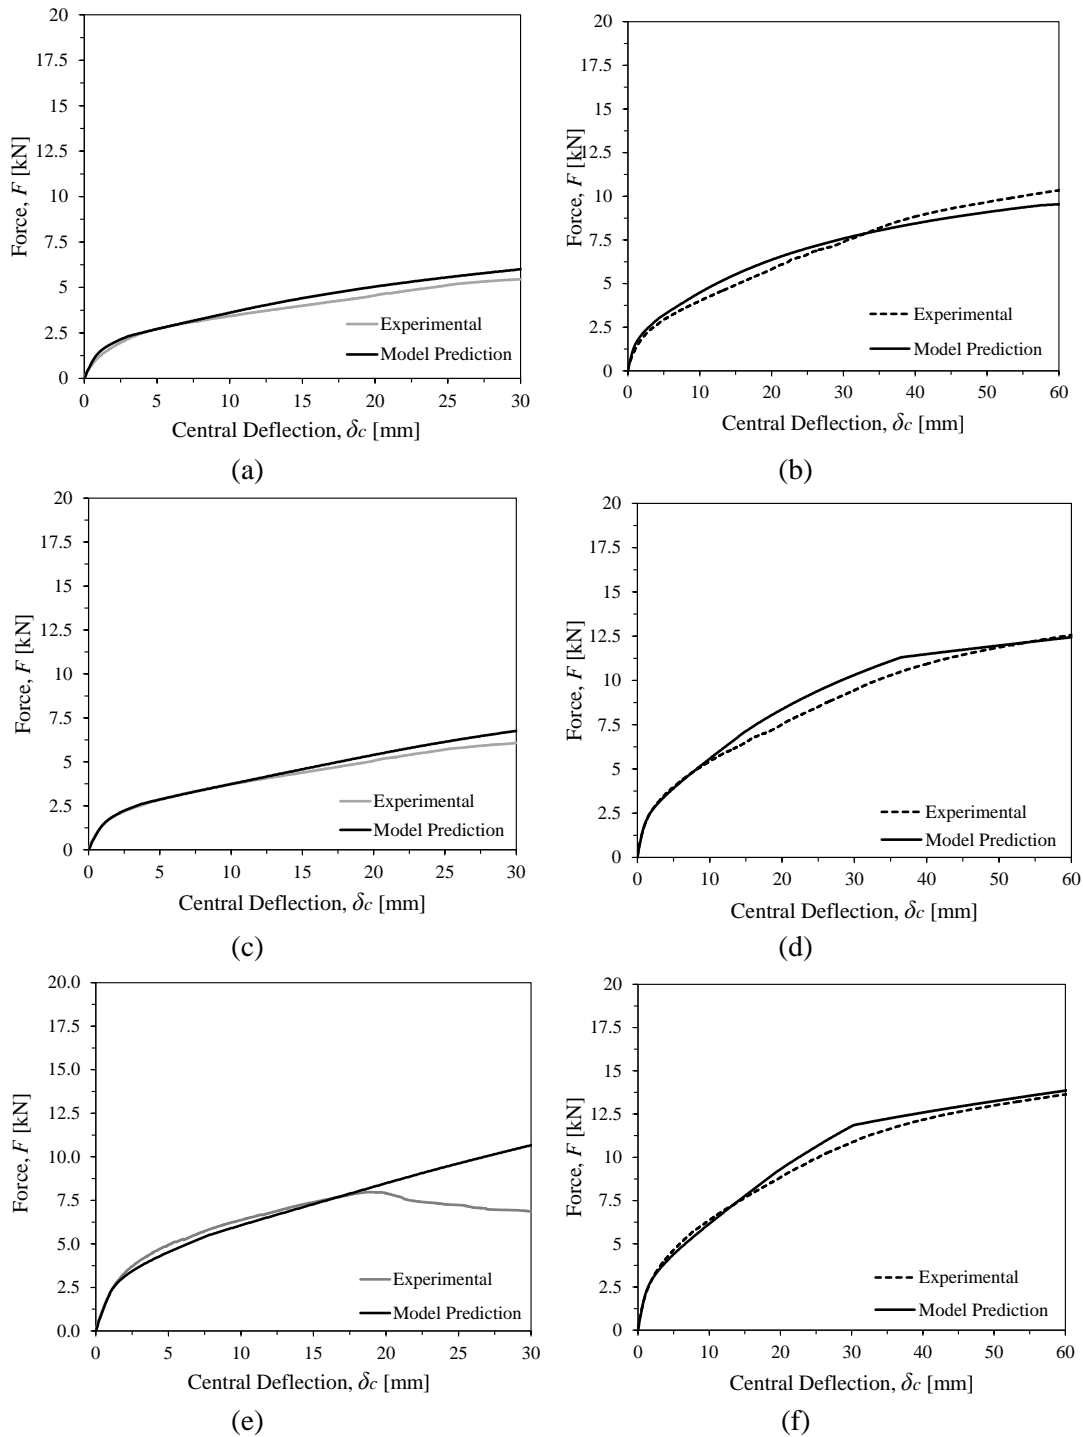 20
17.5
15
12.5
10
7.5
5
2.5
0
Force, F [kN]
Experimental
Model Prediction
0 5 10 15 20 25 30
Central Deflection, δc [mm]
(a)
20
17.5
15
12.5
10
7.5
5
2.5
0
Force, F [kN]
Experimental
Model Prediction
0 10 20 30 40 50 60
Central Deflection, δc [mm]
(b)
20
17.5
15
12.5
10
7.5
5
2.5
0
Force, F [kN]
Experimental
Model Prediction
0 5 10 15 20 25 30
Central Deflection, δc [mm]
(c)
20
17.5
15
12.5
10
7.5
5
2.5
0
Force, F [kN]
Experimental
Model Prediction
0 10 20 30 40 50 60
Central Deflection, δc [mm]
(d)
20.0
17.5
15.0
12.5
10.0
7.5
5.0
2.5
0.0
Force, F [kN]
Experimental
Model Prediction
0 5 10 15 20 25 30
Central Deflection, δc [mm]
(e)
20
17.5
15
12.5
10
7.5
5
2.5
0
Force, F [kN]
Experimental
Model Prediction
0 10 20 30 40 50 60
Central Deflection, δc [mm]
(f)